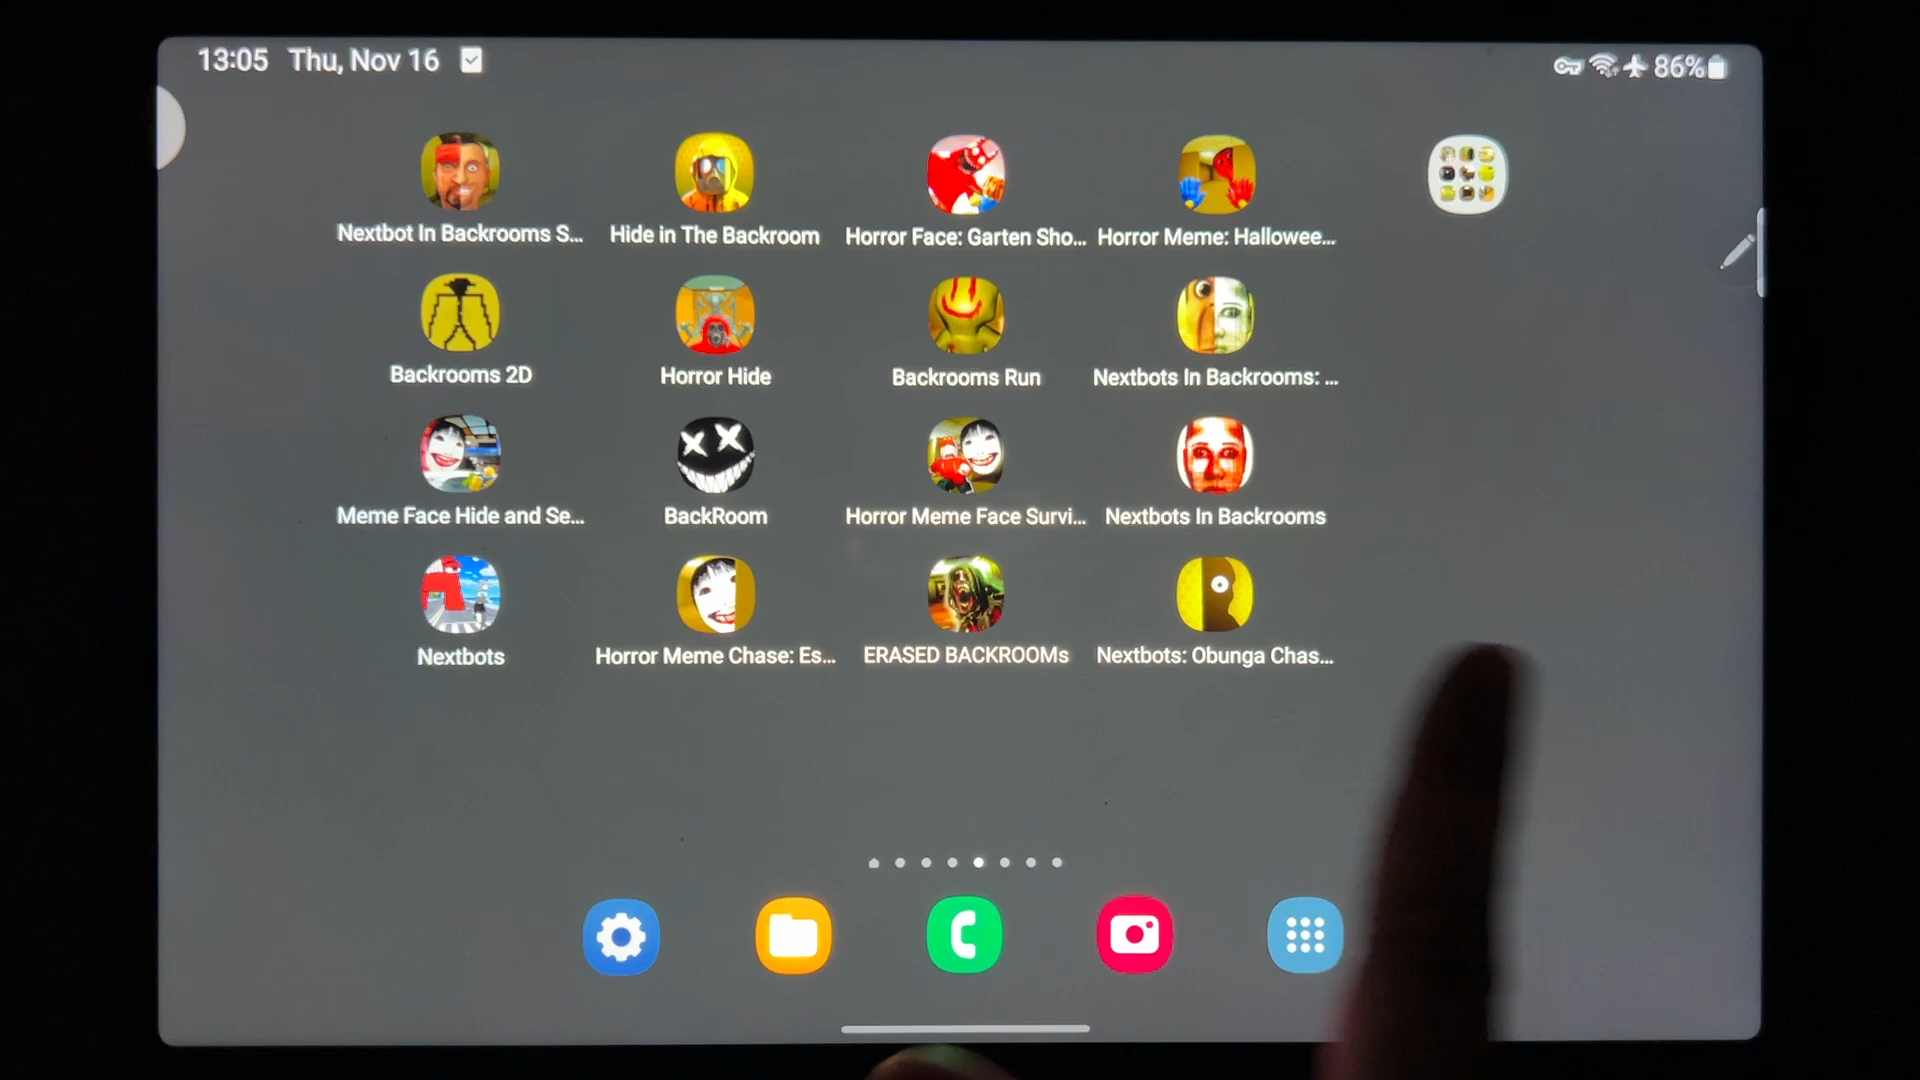 13:05 Thu, Nov 16
86%
Nextbot In Backrooms S...
Hide in The Backroom
Horror Face: Garten Sho...
Horror Meme: Hallowee...
Backrooms 2D
Horror Hide
Backrooms Run
Nextbots In Backrooms: ...
Meme Face Hide and Se...
BackRoom
Horror Meme Face Survi...
Nextbots In Backrooms
Nextbots
Horror Meme Chase: Es...
ERASED BACKROOMs
Nextbots: Obunga Chas...